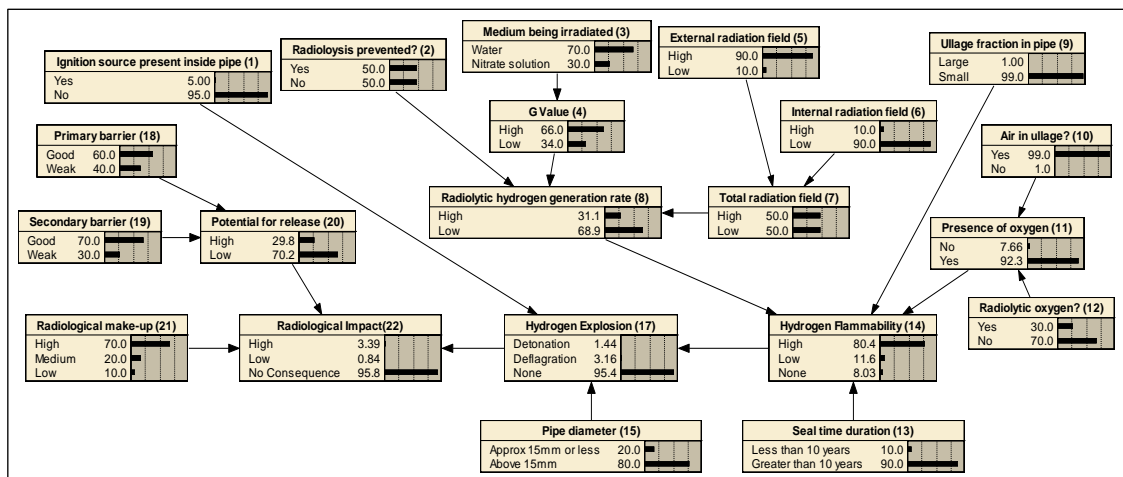 Ignition source present inside pipe (1)
Yes 5.00
No 95.0
Radioloysis prevented? (2)
Yes 50.0
No 50.0
Medium being irradiated (3)
Water 70.0
Nitrate solution 30.0
External radiation field (5)
High 90.0
Low 10.0
Ullage fraction in pipe (9)
Large 1.00
Small 99.0
G Value (4)
High 66.0
Low 34.0
Internal radiation field (6)
High 10.0
Low 90.0
Air in ullage? (10)
Yes 99.0
No 1.0
Primary barrier (18)
Good 60.0
Weak 40.0
Radiolytic hydrogen generation rate (8)
High 31.1
Low 68.9
Total radiation field (7)
High 50.0
Low 50.0
Secondary barrier (19)
Good 70.0
Weak 30.0
Potential for release (20)
High 29.8
Low 70.2
Presence of oxygen (11)
No 7.66
Yes 92.3
Radiolytic oxygen? (12)
Yes 30.0
No 70.0
Radiological make-up (21)
High 70.0
Medium 20.0
Low 10.0
Radiological Impact(22)
High 3.39
Low 0.84
No Consequence 95.8
Hydrogen Explosion (17)
Detonation 1.44
Deflagration 3.16
None 95.4
Hydrogen Flammability (14)
High 80.4
Low 11.6
None 8.03
Pipe diameter (15)
Approx 15mm or less 20.0
Above 15mm 80.0
Seal time duration (13)
Less than 10 years 10.0
Greater than 10 years 90.0